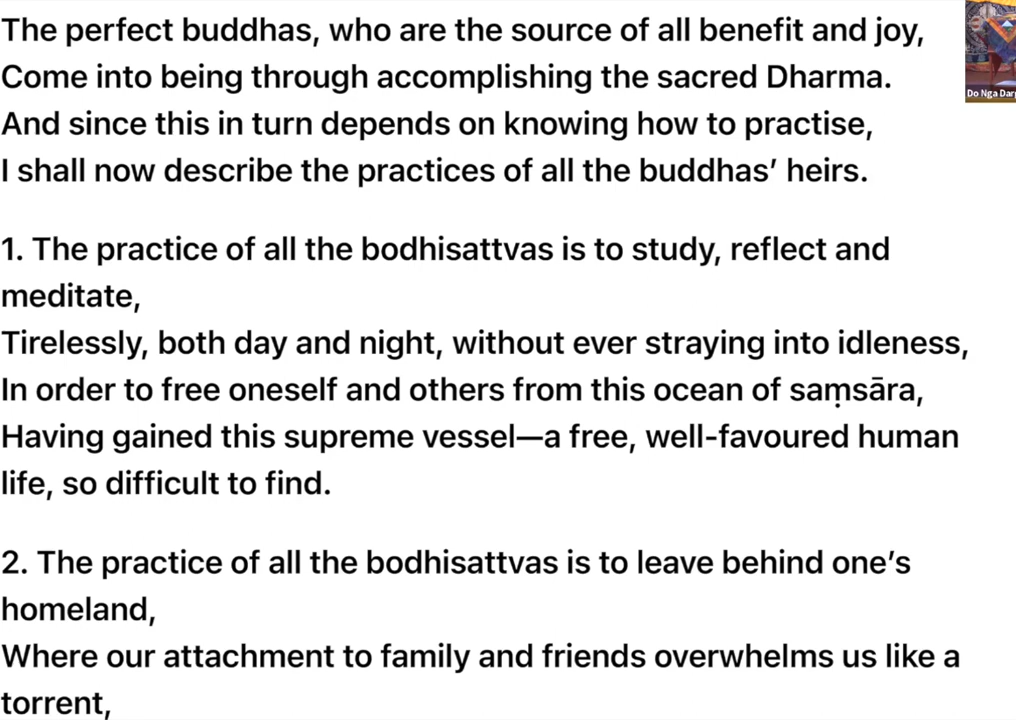 The perfect buddhas, who are the source of all benefit and joy,
Come into being through accomplishing the sacred Dharma.
And since this in turn depends on knowing how to practise,
I shall now describe the practices of all the buddhas’ heirs.
1. The practice of all the bodhisattvas is to study, reflect and
meditate,
Tirelessly, both day and night, without ever straying into idleness,
In order to free oneself and others from this ocean of saṃsāra,
Having gained this supreme vessel—a free, well-favoured human
life, so difficult to find.
2. The practice of all the bodhisattvas is to leave behind one’s
homeland,
Where our attachment to family and friends overwhelms us like a
torrent,
Do Nga Darg